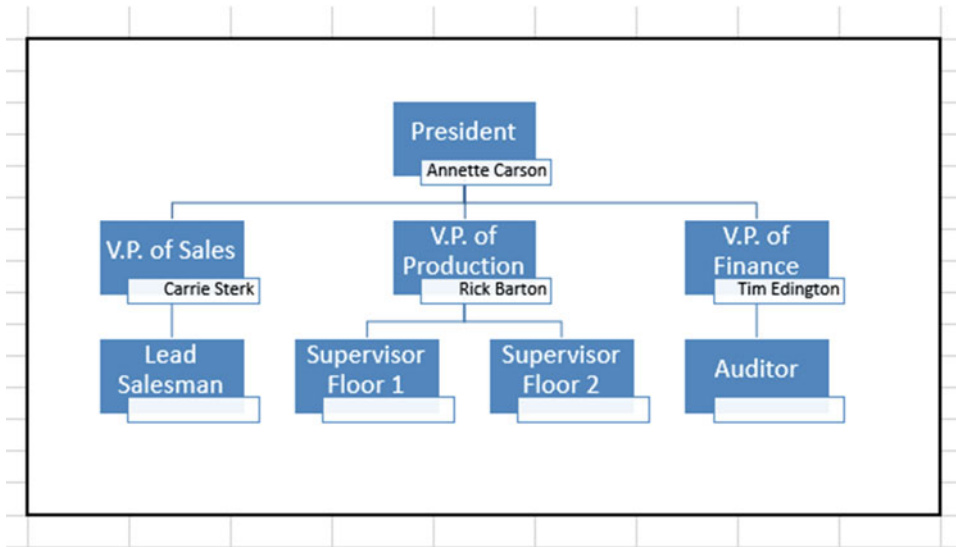 President
Annette Carson
V.P. of Sales
Carrie Sterk
V.P. of
Production
Rick Barton
V.P. of
Finance
Tim Edington
Lead
Salesman
Supervisor
Floor 1
Supervisor
Floor 2
Auditor